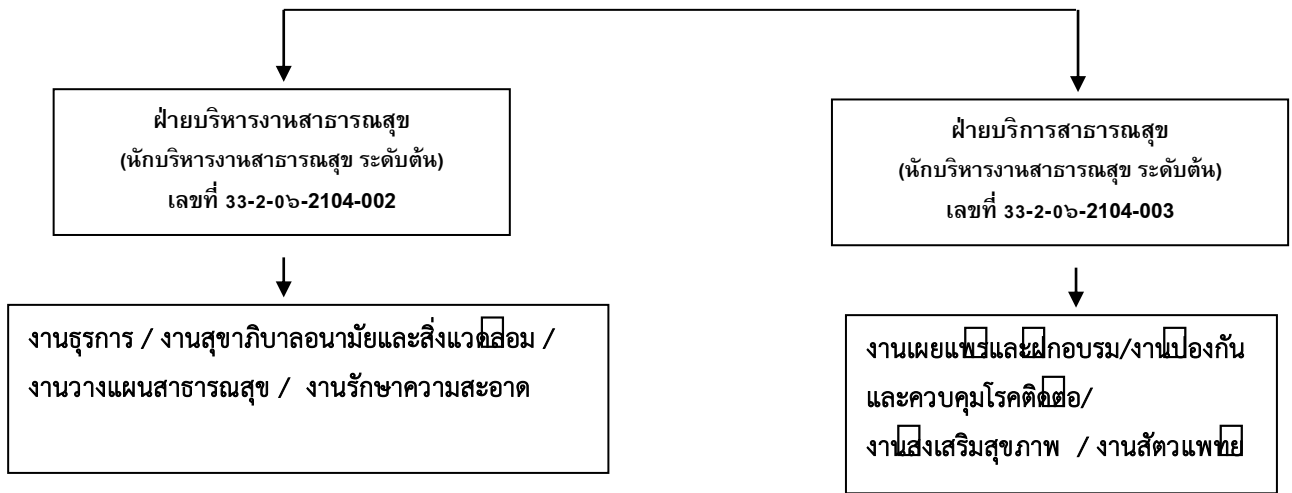 ฝ่ายบริหารงานสาธารณสุข
(นักบริหารงานสาธารณสุข ระดับต้น)
เลขที่ 33-2-0๖-2104-002
งานธุรการ / งานสุขาภิบาลอนามัยและสิ่งแวดล้อม /
งานวางแผนสาธารณสุข / งานรักษาความสะอาด
ฝ่ายบริการสาธารณสุข
(นักบริหารงานสาธารณสุข ระดับต้น)
เลขที่ 33-2-0๖-2104-003
งานเผยแพร่และฝึกอบรม/งานป้องกัน
และควบคุมโรคติดต่อ/
งานส่งเสริมสุขภาพ / งานสัตวแพทย์